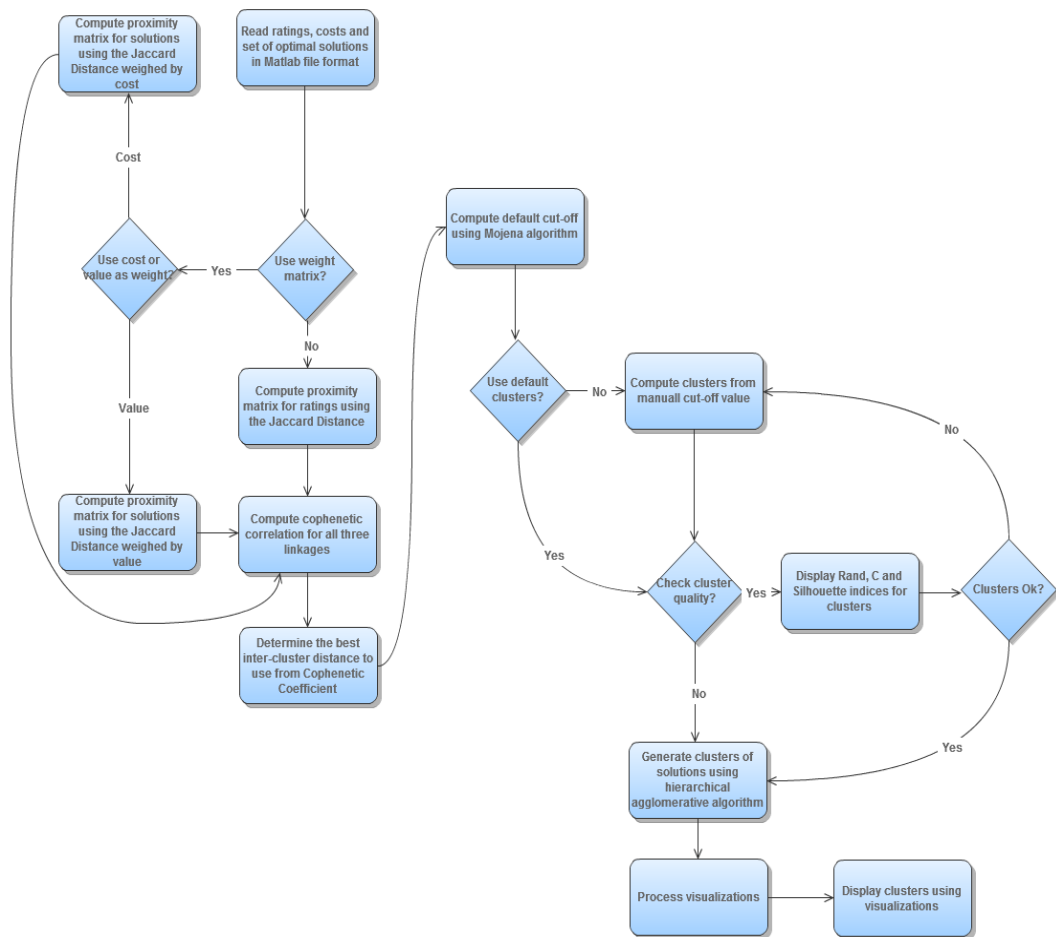 Compute proximity
matrix for solutions
using the Jaccard
Distance weighed by
cost
Read ratings, costs and
set of optimal solutions
in Matlab file format
Cost
Use cost or
value as weight?
Yes
Use weight
matrix?
No
Value
Compute proximity
matrix for ratings using
the Jaccard Distance
Compute proximity
matrix for solutions
using the Jaccard
Distance weighed by
value
Compute cophenetic
correlation for all three
linkages
Determine the best
inter-cluster distance to
use from Cophenetic
Coefficient
Compute default cut-off
using Mojena algorithm
Use default
clusters?
No
Compute clusters from
manuall cut-off value
No
Yes
Check cluster
quality?
Yes
Display Rand, C and
Silhouette indices for
clusters
Clusters Ok?
No
Yes
Generate clusters of
solutions using
hierarchical
agglomerative algorithm
Process visualizations
Display clusters using
visualizations